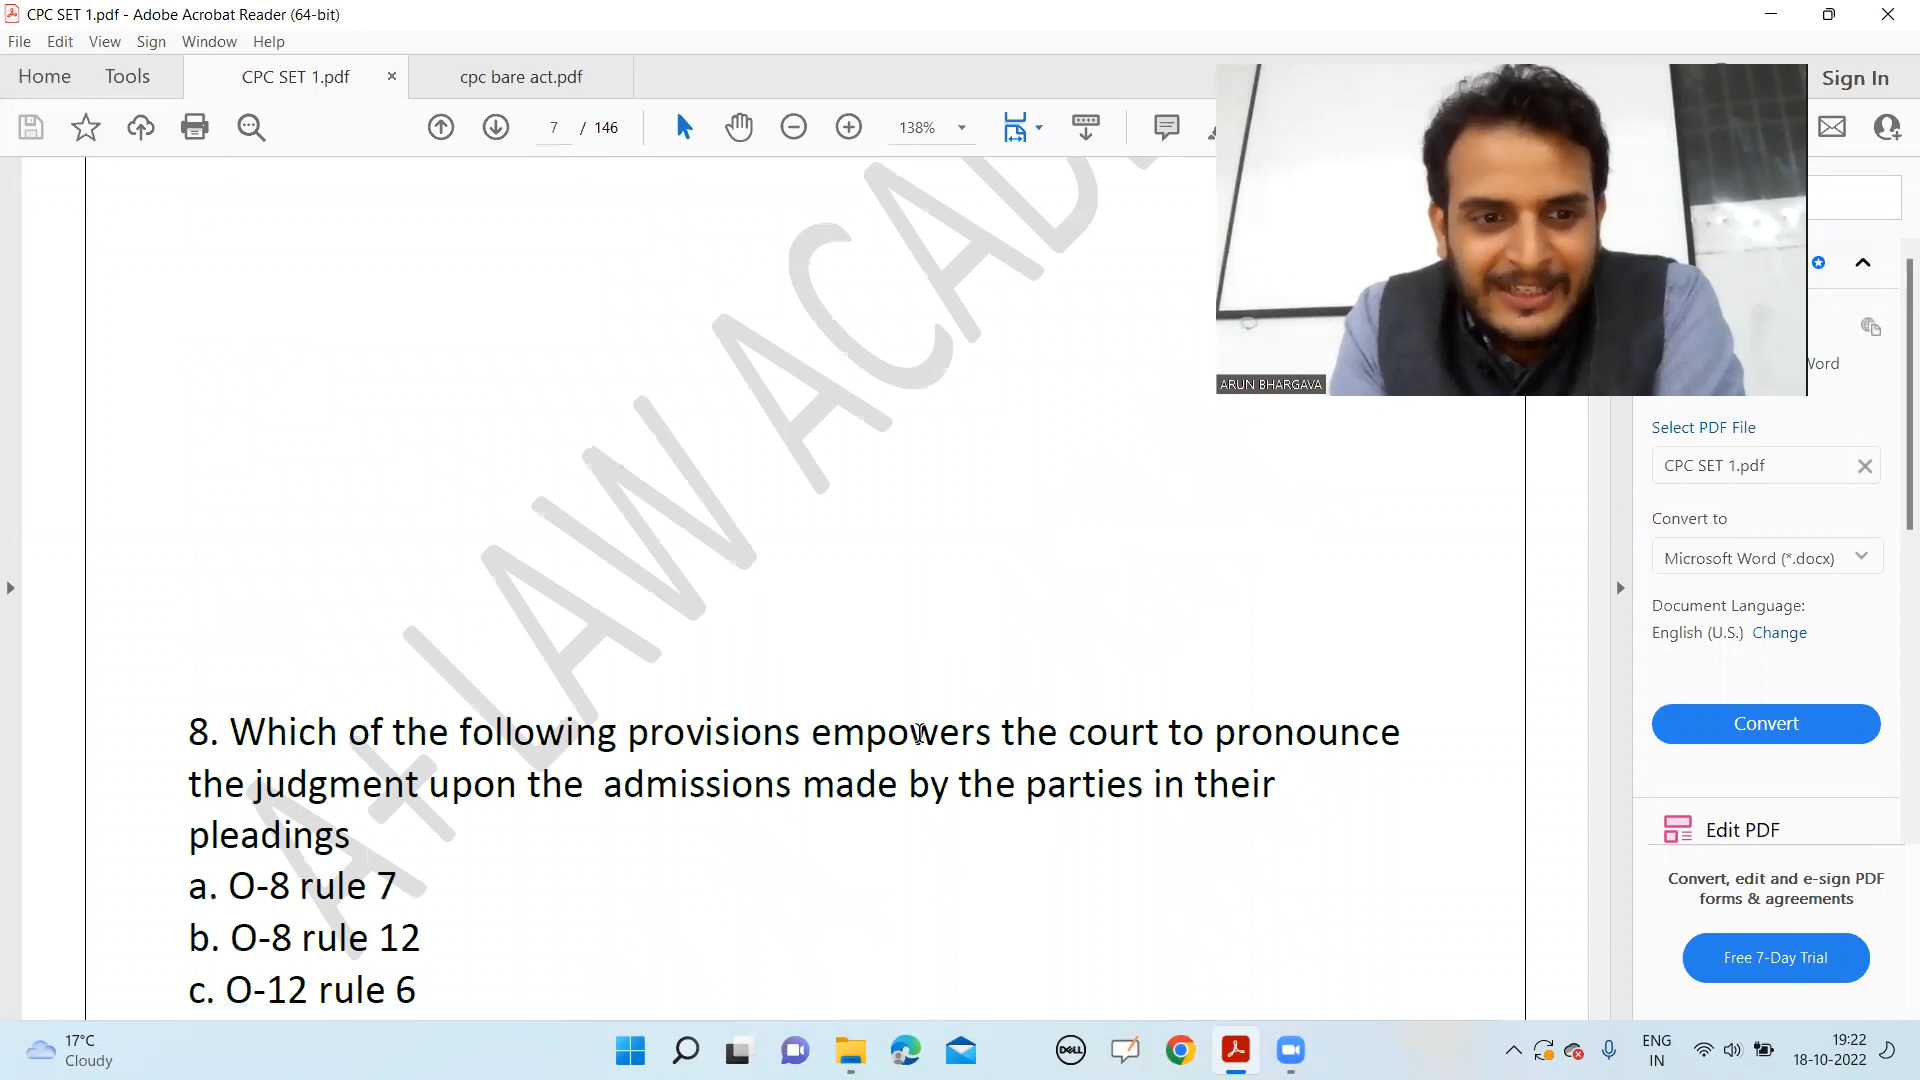 CPC SET 1.pdf - Adobe Acrobat Reader (64-bit)
File Edit View Sign Window Help
Home Tools CPC SET 1.pdf cpc bare act.pdf Sign In
7 / 146 138%
A+ LAW ACAD
ARUN BHARGAVA
Word
Select PDF File
CPC SET 1.pdf
Convert to
Microsoft Word (*.docx)
Document Language:
English (U.S.) Change
Convert
Edit PDF
Convert, edit and e-sign PDF
forms & agreements
Free 7-Day Trial
8. Which of the following provisions empowers the court to pronounce
the judgment upon the admissions made by the parties in their
pleadings
a. O-8 rule 7
b. O-8 rule 12
c. O-12 rule 6
17°C
Cloudy
DELL
ENG
IN
19:22
18-10-2022